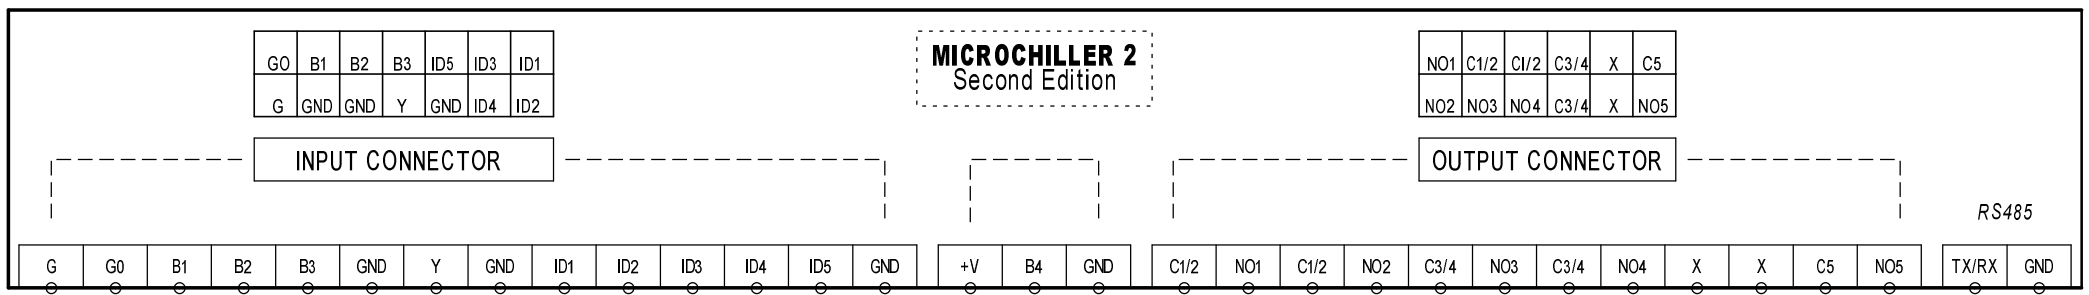 GO B1 B2 B3 ID5 ID3 ID1
G GND GND Y GND ID4 ID2
INPUT CONNECTOR
MICROCHILLER 2
Second Edition
NO1 C1/2 CI/2 C3/4 X C5
NO2 NO3 NO4 C3/4 X NO5
OUTPUT CONNECTOR
RS485
G G0 B1 B2 B3 GND Y GND ID1 ID2 ID3 ID4 ID5 GND +V B4 GND C1/2 NO1 C1/2 NO2 C3/4 NO3 C3/4 NO4 X X C5 NO5 TX/RX GND